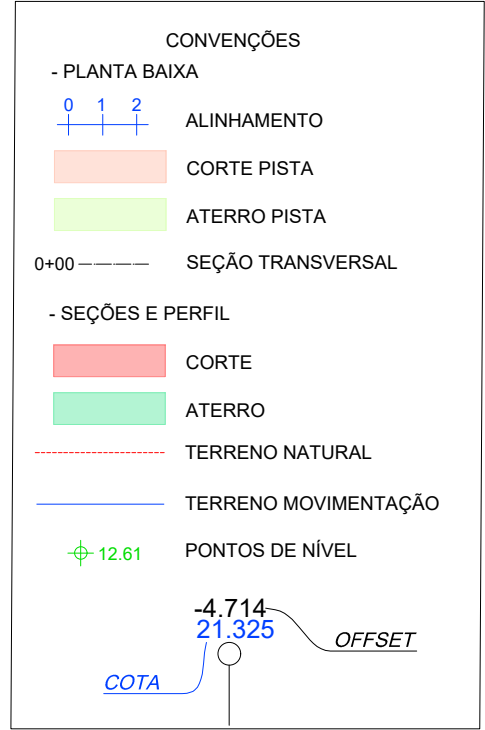 CONVENÇÕES
- PLANTA BAIXA
0 1 2
ALINHAMENTO
CORTE PISTA
ATERRO PISTA
0+00 SEÇÃO TRANSVERSAL
- SEÇÕES E PERFIL
CORTE
ATERRO
TERRENO NATURAL
TERRENO MOVIMENTAÇÃO
12.61 PONTOS DE NÍVEL
-4.714
21.325
OFFSET
COTA